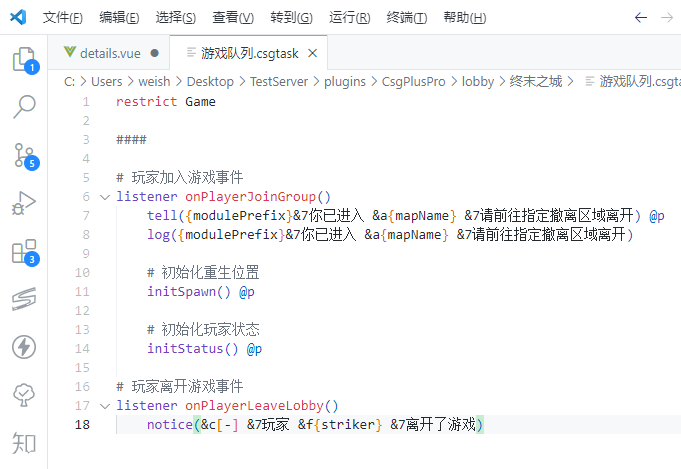 文件(F) 编辑(E) 选择(S) 查看(V) 转到(G) 运行(R) 终端(T) 帮助(H)
details.vue 游戏队列.csgtask
C: > Users > weish > Desktop > TestServer > plugins > CsgPlusPro > lobby > 终末之城 > 游戏队列.csgta
1 restrict Game
2
3 ####
4
5 # 玩家加入游戏事件
6 listener onPlayerJoinGroup()
7 tell({modulePrefix}&7你已进入 &a{mapName} &7请前往指定撤离区域离开) @p
8 log({modulePrefix}&7你已进入 &a{mapName} &7请前往指定撤离区域离开)
9
10 # 初始化重生位置
11 initSpawn() @p
12
13 # 初始化玩家状态
14 initStatus() @p
15
16 # 玩家离开游戏事件
17 listener onPlayerLeaveLobby()
18 notice(&c[-] &7玩家 &f{striker} &7离开了游戏)
1
5
3
知